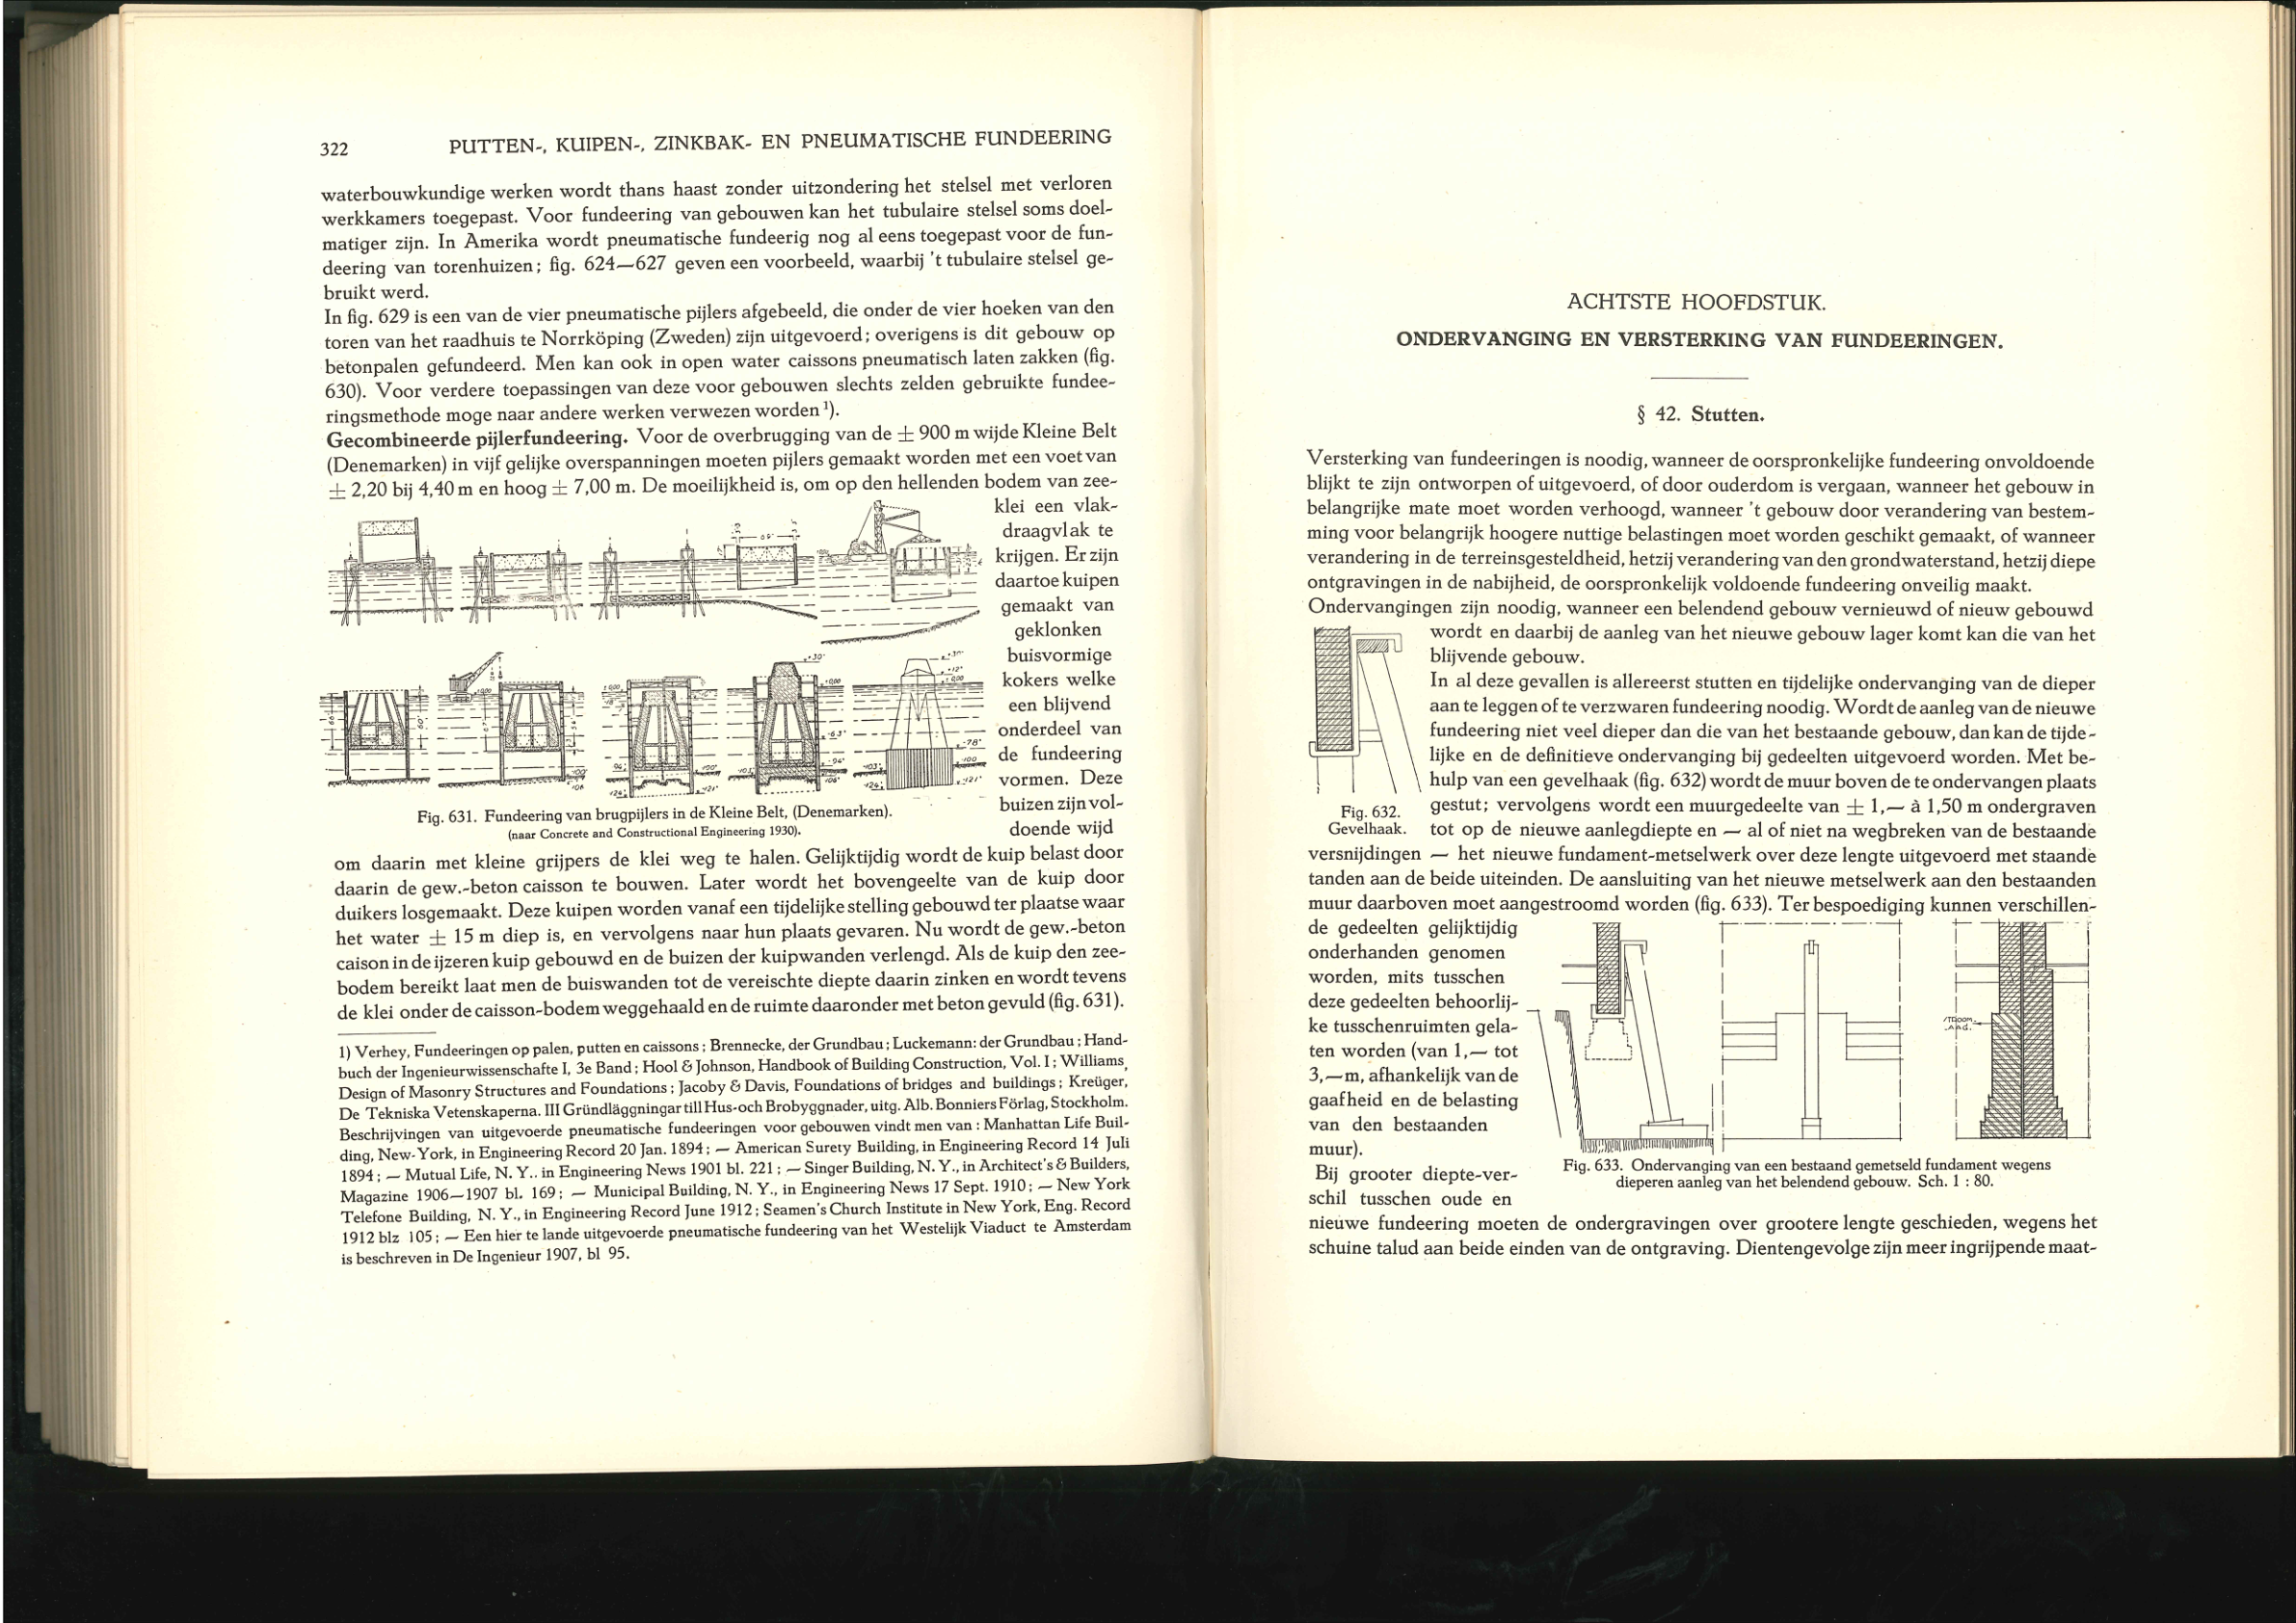 322 PUTTEN-, KUIPEN-, ZINKBAK- EN PNEUMATISCHE FUNDEERING
waterbouwkundige werken wordt thans haast zonder uitzondering het stelsel met verloren
werkkamers toegepast. Voor fundeering van gebouwen kan het tubulaire stelsel soms doel-
matiger zijn. In Amerika wordt pneumatische fundeerig nog al eens toegepast voor de fun-
deering van torenhuizen; fig. 624—627 geven een voorbeeld, waarbij 't tubulaire stelsel ge-
bruikt werd.
In fig. 629 is een van de vier pneumatische pijlers afgebeeld, die onder de vier hoeken van den
toren van het raadhuis te Norrköping (Zweden) zijn uitgevoerd; overigens is dit gebouw op
betonpalen gefundeerd. Men kan ook in open water caissons pneumatisch laten zakken (fig.
630). Voor verdere toepassingen van deze voor gebouwen slechts zelden gebruikte fundee-
ringsmethode moge naar andere werken verwezen worden ¹).
Gecombineerde pijlerfundeering. Voor de overbrugging van de ± 900 m wijde Kleine Belt
(Denemarken) in vijf gelijke overspanningen moeten pijlers gemaakt worden met een voet van
± 2,20 bij 4,40 m en hoog ± 7,00 m. De moeilijkheid is, om op den hellenden bodem van zee-
klei een vlak-
draagvlak te
krijgen. Er zijn
daartoe kuipen
gemaakt van
geklonken
buisvormige
kokers welke
een blijvend
onderdeel van
de fundeering
vormen. Deze
buizen zijn vol-
doende wijd
Fig. 631. Fundeering van brugpijlers in de Kleine Belt, (Denemarken).
(naar Concrete and Constructional Engineering 1930).
om daarin met kleine grijpers de klei weg te halen. Gelijktijdig wordt de kuip belast door
daarin de gew.-beton caisson te bouwen. Later wordt het bovengeelte van de kuip door
duikers losgemaakt. Deze kuipen worden vanaf een tijdelijke stelling gebouwd ter plaatse waar
het water ± 15 m diep is, en vervolgens naar hun plaats gevaren. Nu wordt de gew.-beton
caison in de ijzeren kuip gebouwd en de buizen der kuipwanden verlengd. Als de kuip den zee-
bodem bereikt laat men de buiswanden tot de vereischte diepte daarin zinken en wordt tevens
de klei onder de caisson-bodem weggehaald en de ruimte daaronder met beton gevuld (fig. 631).
1) Verhey, Fundeeringen op palen, putten en caissons; Brennecke, der Grundbau; Luckemann: der Grundbau; Hand-
buch der Ingenieurwissenschafte I, 3e Band; Hool & Johnson, Handbook of Building Construction, Vol. I; Williams,
Design of Masonry Structures and Foundations; Jacoby & Davis, Foundations of bridges and buildings; Kreüger,
De Tekniska Vetenskaperna. III Gründläggningar till Hus-och Brobyggnader, uitg. Alb. Bonniers Förlag, Stockholm.
Beschrijvingen van uitgevoerde pneumatische fundeeringen voor gebouwen vindt men van: Manhattan Life Buil-
ding, New-York, in Engineering Record 20 Jan. 1894; — American Surety Building, in Engineering Record 14 Juli
1894; — Mutual Life, N. Y.. in Engineering News 1901 bl. 221; — Singer Building, N. Y., in Architect's & Builders,
Magazine 1906—1907 bl. 169; — Municipal Building, N. Y., in Engineering News 17 Sept. 1910; — New York
Telefone Building, N. Y., in Engineering Record June 1912; Seamen's Church Institute in New York, Eng. Record
1912 blz 105; — Een hier te lande uitgevoerde pneumatische fundeering van het Westelijk Viaduct te Amsterdam
is beschreven in De Ingenieur 1907, bl 95.
ACHTSTE HOOFDSTUK.
ONDERVANGING EN VERSTERKING VAN FUNDEERINGEN.
§ 42. Stutten.
Versterking van fundeeringen is noodig, wanneer de oorspronkelijke fundeering onvoldoende
blijkt te zijn ontworpen of uitgevoerd, of door ouderdom is vergaan, wanneer het gebouw in
belangrijke mate moet worden verhoogd, wanneer 't gebouw door verandering van bestem-
ming voor belangrijk hoogere nuttige belastingen moet worden geschikt gemaakt, of wanneer
verandering in de terreinsgesteldheid, hetzij verandering van den grondwaterstand, hetzij diepe
ontgravingen in de nabijheid, de oorspronkelijk voldoende fundeering onveilig maakt.
Ondervangingen zijn noodig, wanneer een belendend gebouw vernieuwd of nieuw gebouwd
wordt en daarbij de aanleg van het nieuwe gebouw lager komt kan die van het
blijvende gebouw.
In al deze gevallen is allereerst stutten en tijdelijke ondervanging van de dieper
aan te leggen of te verzwaren fundeering noodig. Wordt de aanleg van de nieuwe
fundeering niet veel dieper dan die van het bestaande gebouw, dan kan de tijde-
lijke en de definitieve ondervanging bij gedeelten uitgevoerd worden. Met be-
hulp van een gevelhaak (fig. 632) wordt de muur boven de te ondervangen plaats
gestut; vervolgens wordt een muurgedeelte van ± 1,— à 1,50 m ondergraven
tot op de nieuwe aanlegdiepte en — al of niet na wegbreken van de bestaande
Fig. 632.
Gevelhaak.
versnijdingen — het nieuwe fundament-metselwerk over deze lengte uitgevoerd met staande
tanden aan de beide uiteinden. De aansluiting van het nieuwe metselwerk aan den bestaanden
muur daarboven moet aangestroomd worden (fig. 633). Ter bespoediging kunnen verschillen-
de gedeelten gelijktijdig
onderhanden genomen
worden, mits tusschen
deze gedeelten behoorlij-
ke tusschenruimten gela-
ten worden (van 1,— tot
3,—m, afhankelijk van de
gaafheid en de belasting
van den bestaanden
muur).
Bij grooter diepte-ver-
schil tusschen oude en
Fig. 633. Ondervanging van een bestaand gemetseld fundament wegens
dieperen aanleg van het belendend gebouw. Sch. 1 : 80.
nieuwe fundeering moeten de ondergravingen over grootere lengte geschieden, wegens het
schuine talud aan beide einden van de ontgraving. Dientengevolge zijn meer ingrijpende maat-